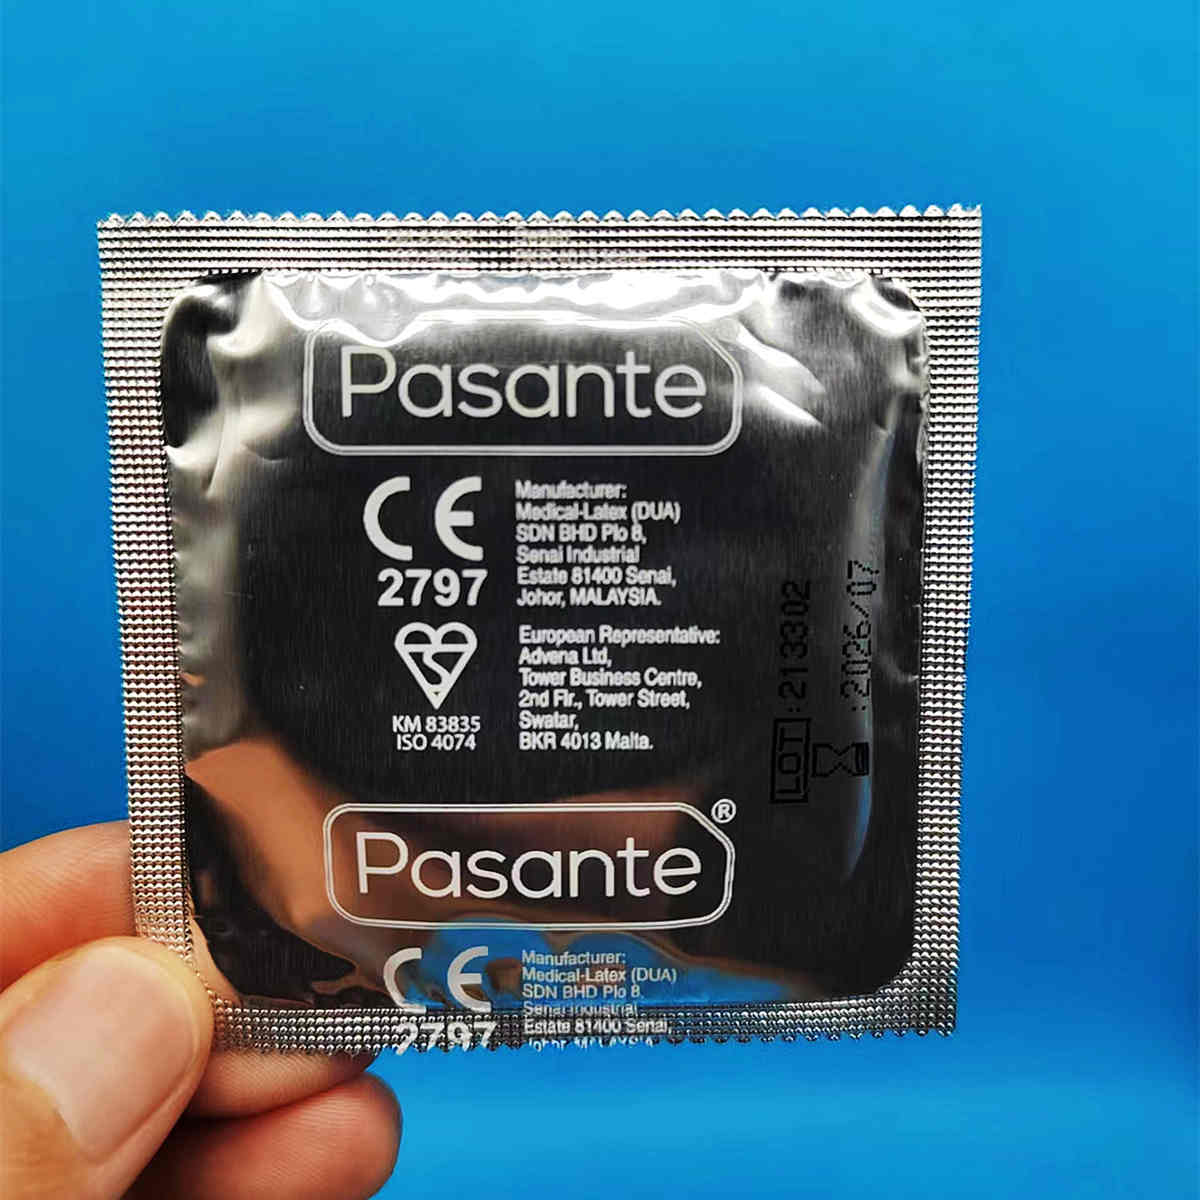 Pasante
CE
2797
KM 83835
ISO 4074
Manufacturer:
Medical-Latex (DUA)
SDN BHD Plo 8,
Senai Industrial
Estate 81400 Senai,
Johor, MALAYSIA.
European Representative:
Advena Ltd,
Tower Business Centre,
2nd Flr., Tower Street,
Swatar,
BKR 4013 Malta.
LOT:213302
:2026/07
Pasante®
CE
2797
Manufacturer:
Medical-Latex (DUA)
SDN BHD Plo 8,
Senai Industrial
Estate 81400 Senai,
Johor, MALAYSIA.